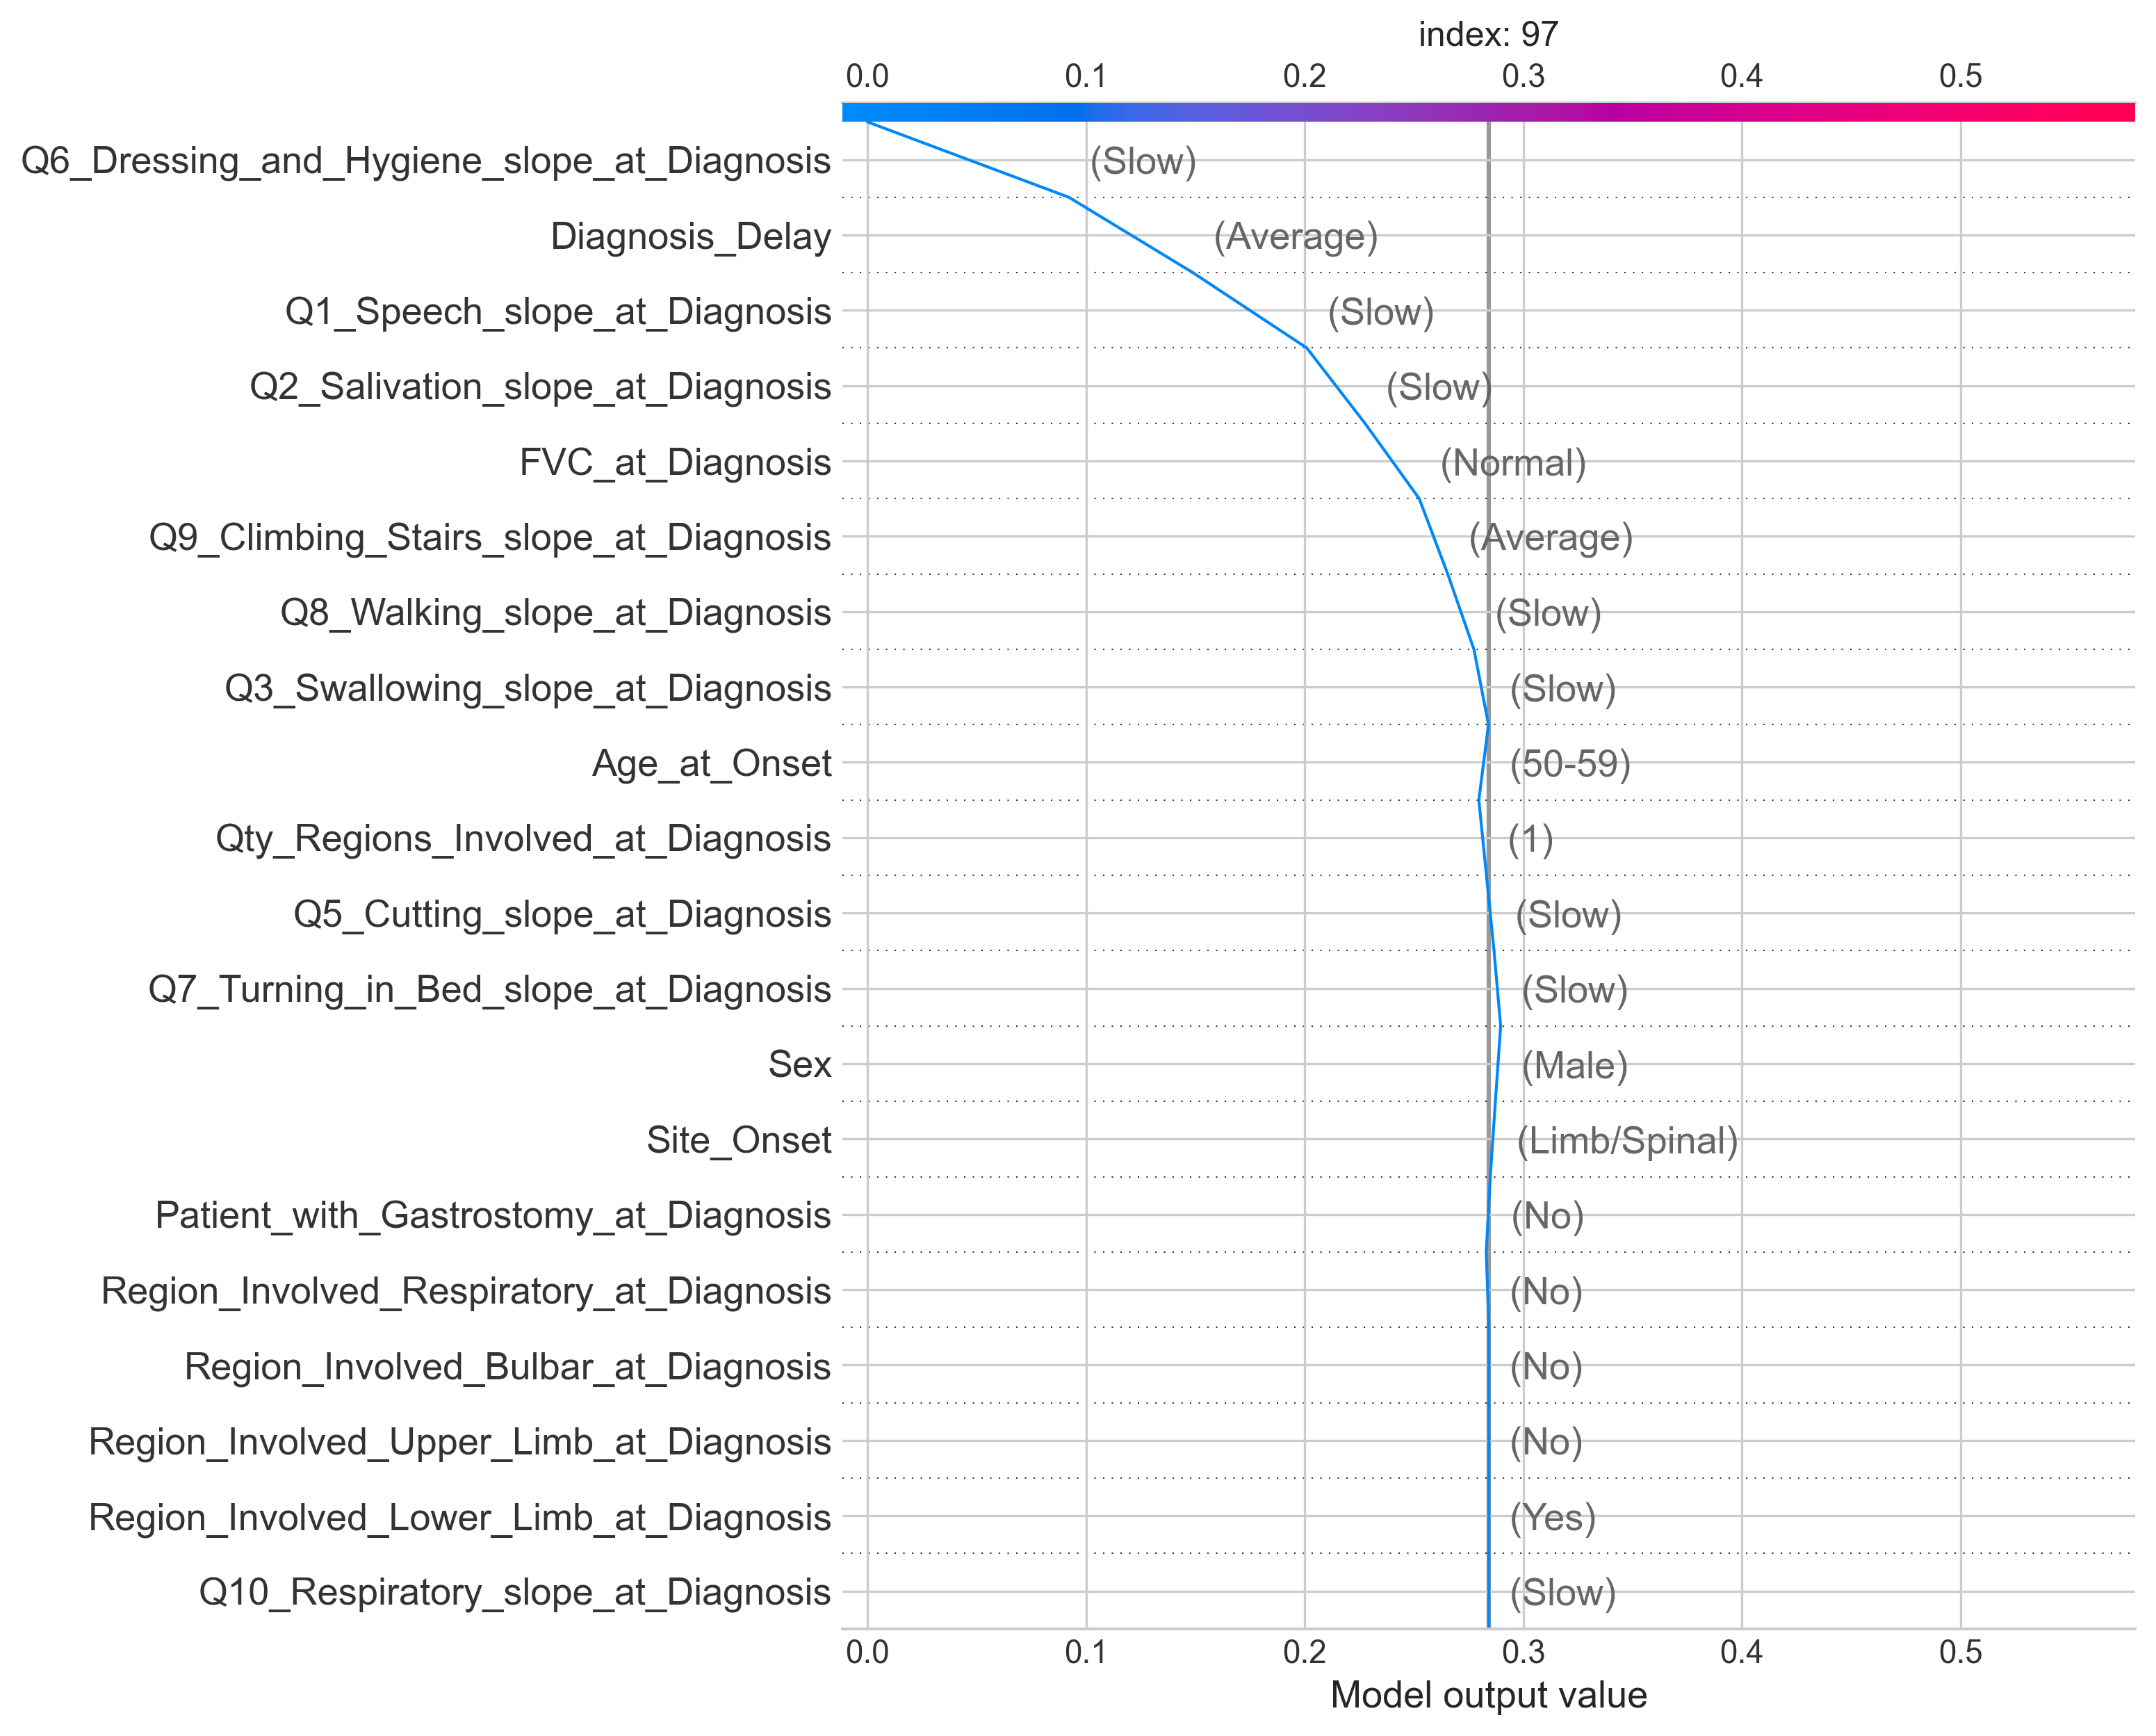 index: 97
0.0 0.1 0.2 0.3 0.4 0.5
Q6_Dressing_and_Hygiene_slope_at_Diagnosis (Slow)
Diagnosis_Delay (Average)
Q1_Speech_slope_at_Diagnosis (Slow)
Q2_Salivation_slope_at_Diagnosis (Slow)
FVC_at_Diagnosis (Normal)
Q9_Climbing_Stairs_slope_at_Diagnosis (Average)
Q8_Walking_slope_at_Diagnosis (Slow)
Q3_Swallowing_slope_at_Diagnosis (Slow)
Age_at_Onset (50-59)
Qty_Regions_Involved_at_Diagnosis (1)
Q5_Cutting_slope_at_Diagnosis (Slow)
Q7_Turning_in_Bed_slope_at_Diagnosis (Slow)
Sex (Male)
Site_Onset (Limb/Spinal)
Patient_with_Gastrostomy_at_Diagnosis (No)
Region_Involved_Respiratory_at_Diagnosis (No)
Region_Involved_Bulbar_at_Diagnosis (No)
Region_Involved_Upper_Limb_at_Diagnosis (No)
Region_Involved_Lower_Limb_at_Diagnosis (Yes)
Q10_Respiratory_slope_at_Diagnosis (Slow)
0.0 0.1 0.2 0.3 0.4 0.5
Model output value